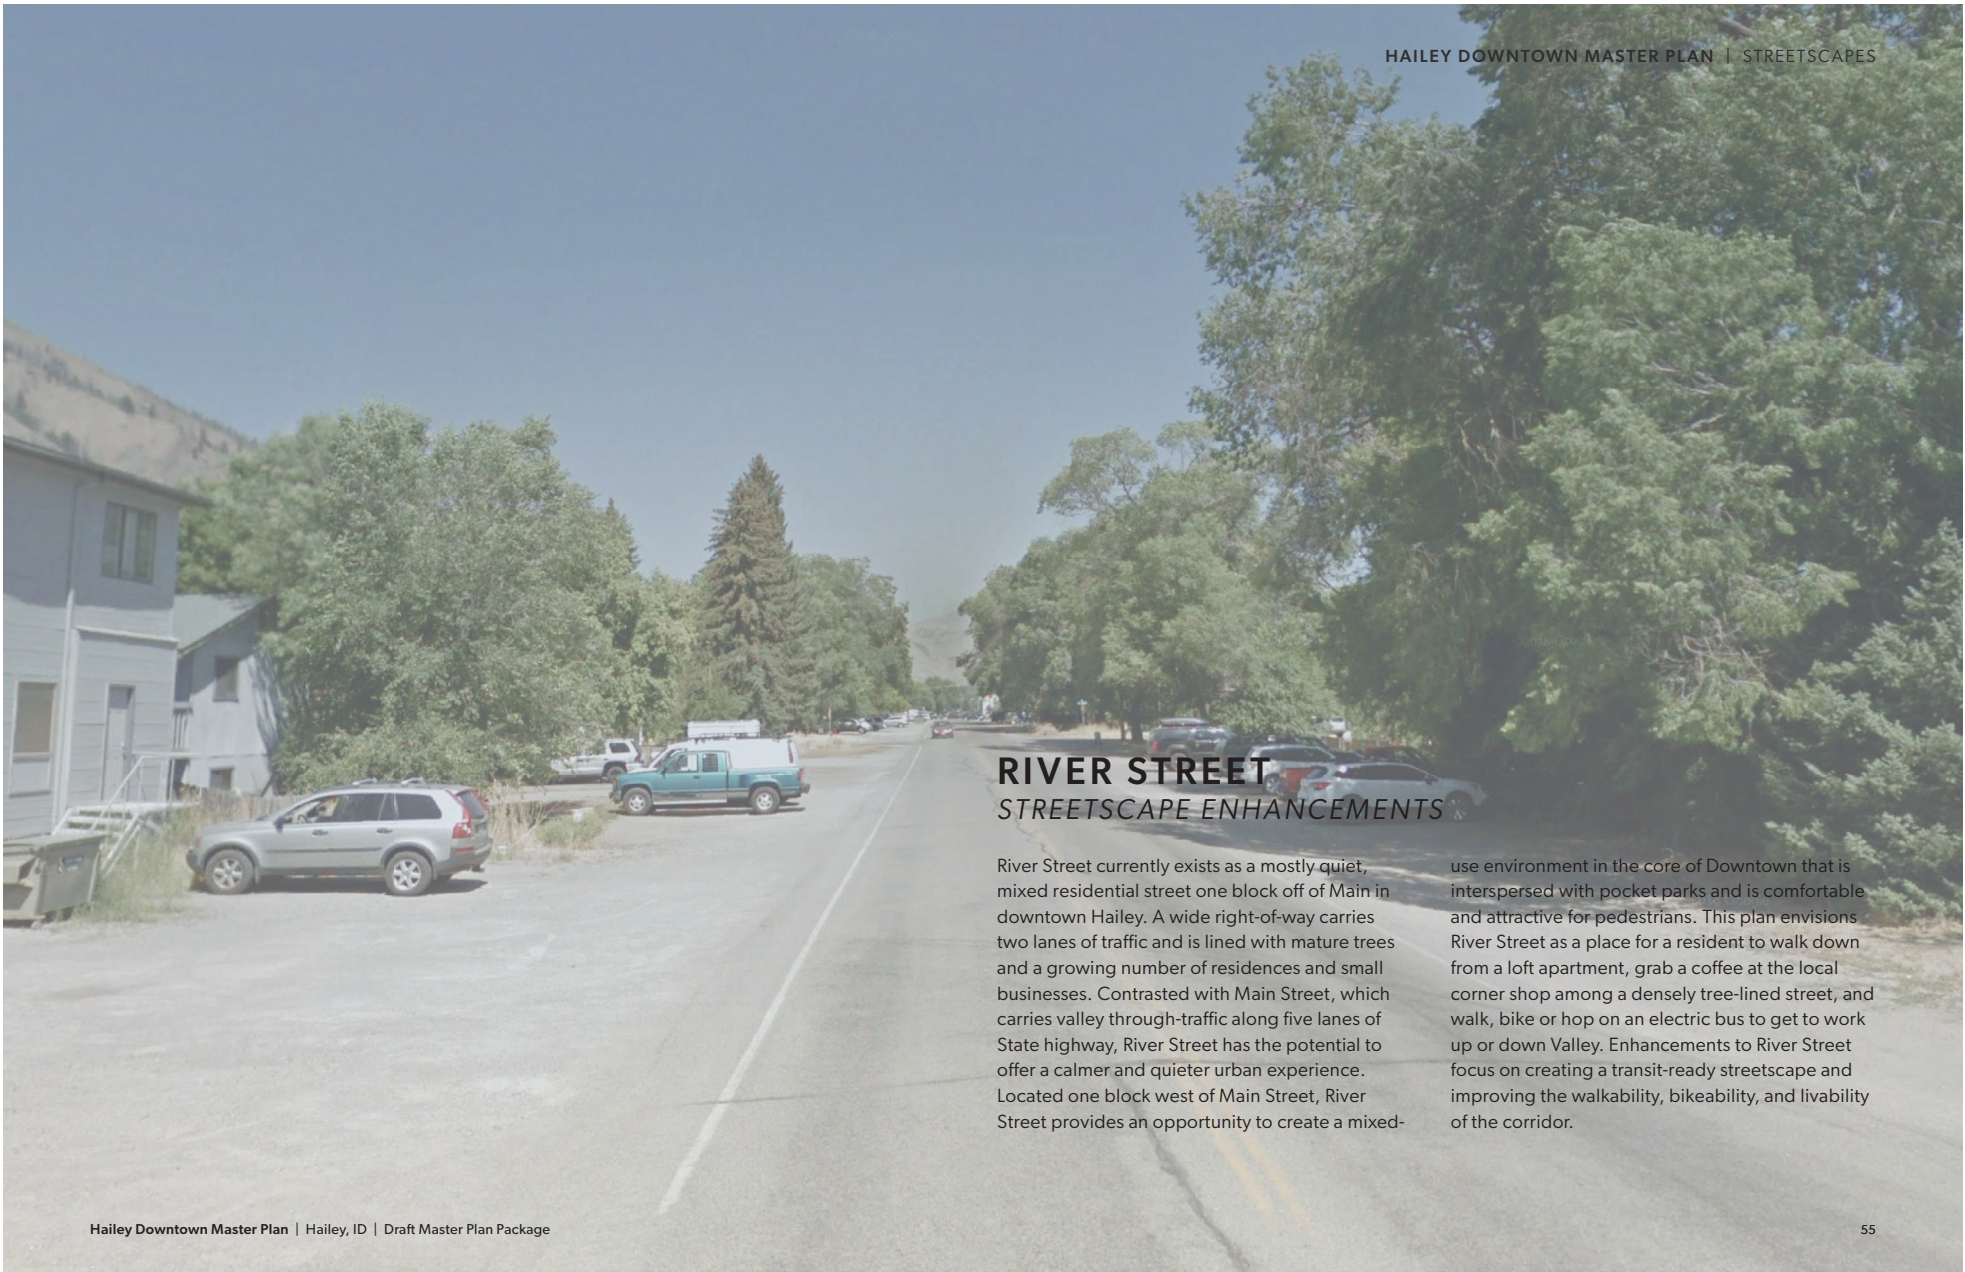 HAILEY DOWNTOWN MASTER PLAN | STREETSCAPES
RIVER STREET
STREETSCAPE ENHANCEMENTS
River Street currently exists as a mostly quiet,
mixed residential street one block off of Main in
downtown Hailey. A wide right-of-way carries
two lanes of traffic and is lined with mature trees
and a growing number of residences and small
businesses. Contrasted with Main Street, which
carries valley through-traffic along five lanes of
State highway, River Street has the potential to
offer a calmer and quieter urban experience.
Located one block west of Main Street, River
Street provides an opportunity to create a mixed-
use environment in the core of Downtown that is
interspersed with pocket parks and is comfortable
and attractive for pedestrians. This plan envisions
River Street as a place for a resident to walk down
from a loft apartment, grab a coffee at the local
corner shop among a densely tree-lined street, and
walk, bike or hop on an electric bus to get to work
up or down Valley. Enhancements to River Street
focus on creating a transit-ready streetscape and
improving the walkability, bikeability, and livability
of the corridor.
Hailey Downtown Master Plan | Hailey, ID | Draft Master Plan Package
55